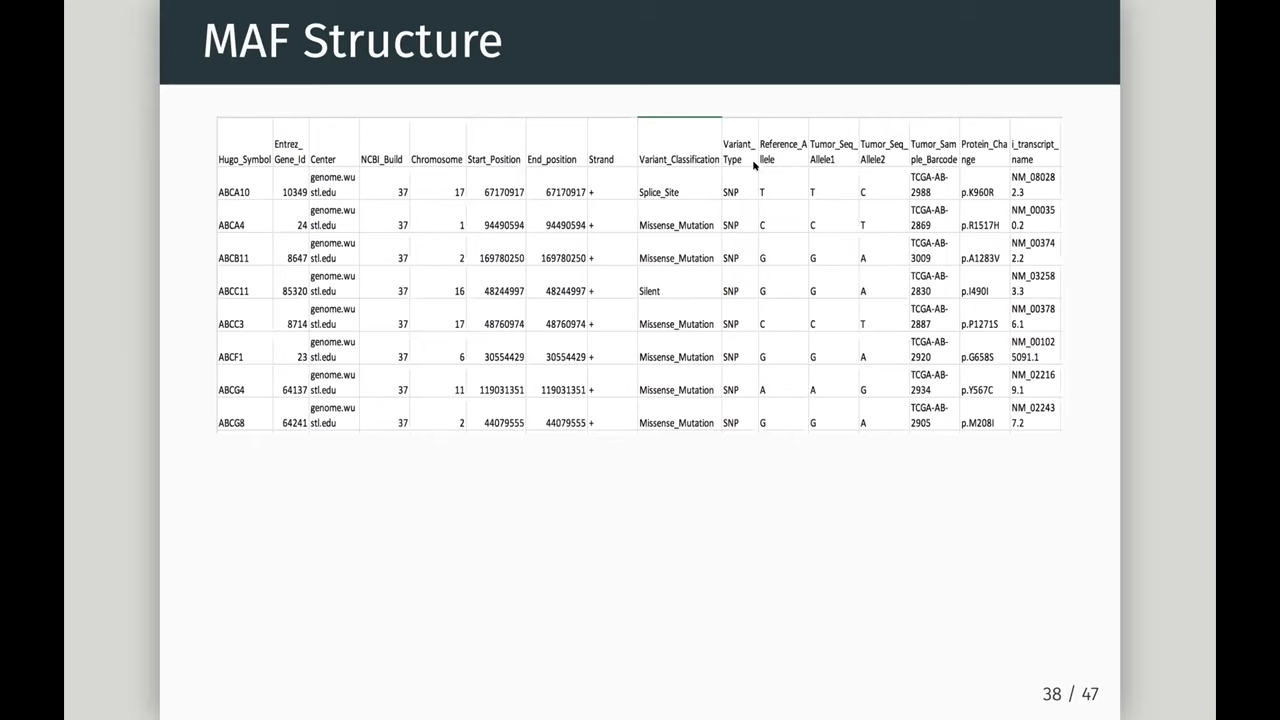 MAF Structure
Hugo_Symbol Entrez_Gene_Id Center NCBI_Build Chromosome Start_Position End_position Strand Variant_Classification Variant_Type Reference_Allele Tumor_Seq_Allele1 Tumor_Seq_Allele2 Tumor_Sample_Barcode Protein_Change i_transcript_name
ABCA10 10349 genome.wustl.edu 37 17 67170917 67170917 + Splice_Site SNP T T C TCGA-AB-2988 p.K960R NM_080282.3
ABCA4 24 genome.wustl.edu 37 1 94490594 94490594 + Missense_Mutation SNP C C T TCGA-AB-2869 p.R1517H NM_000350.2
ABCB11 8647 genome.wustl.edu 37 2 169780250 169780250 + Missense_Mutation SNP G G A TCGA-AB-3009 p.A1283V NM_003742.2
ABCC11 85320 genome.wustl.edu 37 16 48244997 48244997 + Silent SNP G G A TCGA-AB-2830 p.I490I NM_032583.3
ABCC3 8714 genome.wustl.edu 37 17 48760974 48760974 + Missense_Mutation SNP C C T TCGA-AB-2887 p.P1271S NM_003786.1
ABCF1 23 genome.wustl.edu 37 6 30554429 30554429 + Missense_Mutation SNP G G A TCGA-AB-2920 p.G658S NM_001025091.1
ABCG4 64137 genome.wustl.edu 37 11 119031351 119031351 + Missense_Mutation SNP A A G TCGA-AB-2934 p.Y567C NM_022169.1
ABCG8 64241 genome.wustl.edu 37 2 44079555 44079555 + Missense_Mutation SNP G G A TCGA-AB-2905 p.M208I NM_022437.2
38 / 47